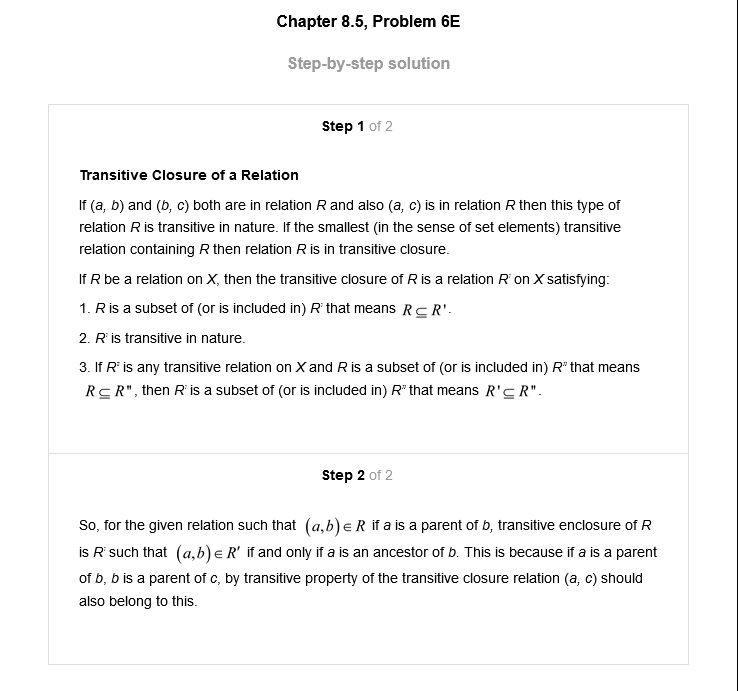 Chapter 8.5, Problem 6E
Step-by-step solution
Step 1 of 2
Transitive Closure of a Relation
If (a, b) and (b, c) both are in relation R and also (a, c) is in relation R then this type of
relation R is transitive in nature. If the smallest (in the sense of set elements) transitive
relation containing R then relation R is in transitive closure.
If R be a relation on X, then the transitive closure of R is a relation R' on X satisfying:
1. R is a subset of (or is included in) R' that means R ⊆ R'.
2. R' is transitive in nature.
3. If R" is any transitive relation on X and R is a subset of (or is included in) R" that means
R ⊆ R", then R' is a subset of (or is included in) R" that means R' ⊆ R".
Step 2 of 2
So, for the given relation such that (a,b) ∈ R if a is a parent of b, transitive enclosure of R
is R' such that (a,b) ∈ R' if and only if a is an ancestor of b. This is because if a is a parent
of b, b is a parent of c, by transitive property of the transitive closure relation (a, c) should
also belong to this.